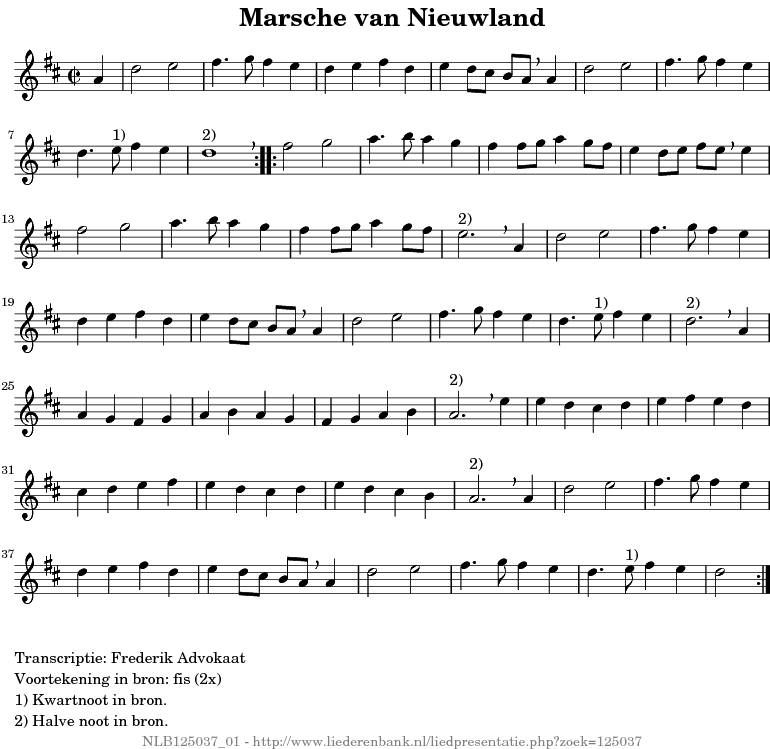 Marsche van Nieuwland
7
1)
2)
13
2)
19
1)
2)
25
2)
31
2)
37
1)
Transcriptie: Frederik Advokaat
Voortekening in bron: fis (2x)
1) Kwartnoot in bron.
2) Halve noot in bron.
NLB125037_01 - http://www.liederenbank.nl/liedpresentatie.php?zoek=125037